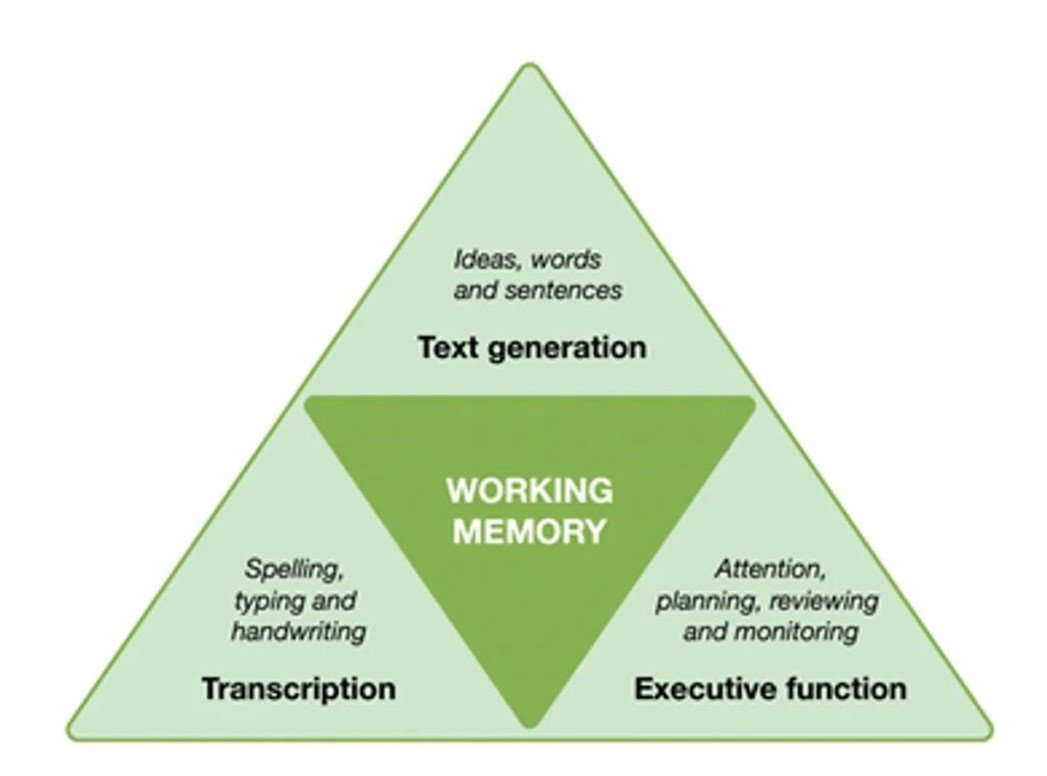 Ideas, words
and sentences
Text generation
WORKING
MEMORY
Spelling,
typing and
handwriting
Transcription
Attention,
planning, reviewing
and monitoring
Executive function